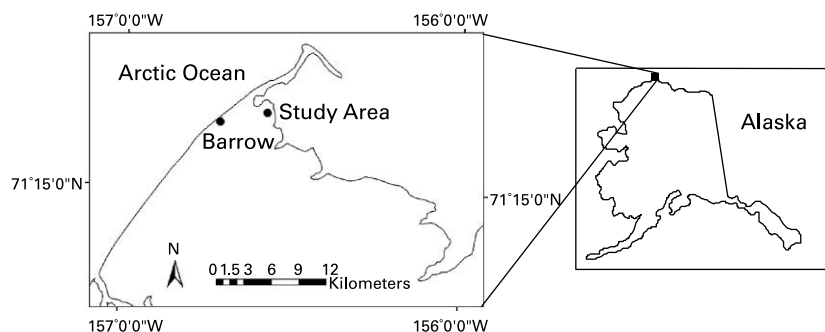 157˚0'0"W 156˚0'0"W
Arctic Ocean
Study Area
Barrow
Alaska
71˚15'0"N
71˚15'0"N
N
0 1.5 3 6 9 12
Kilometers
157˚0'0"W 156˚0'0"W